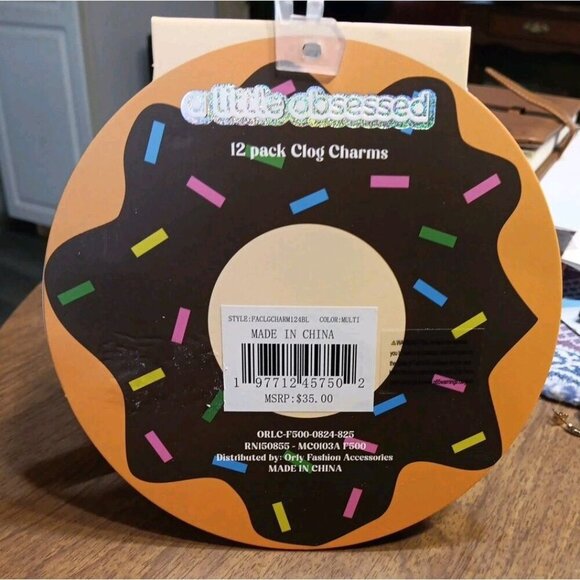 a little obsessed
12 pack Clog Charms
STYLE:FACLGCHARM124BL COLOR:MULTI
MADE IN CHINA
1 97712 45750 2
MSRP:$35.00
ORLC-F500-0824-825
RN150855 - MC0103A F500
Distributed by: Orly Fashion Accessories
MADE IN CHINA